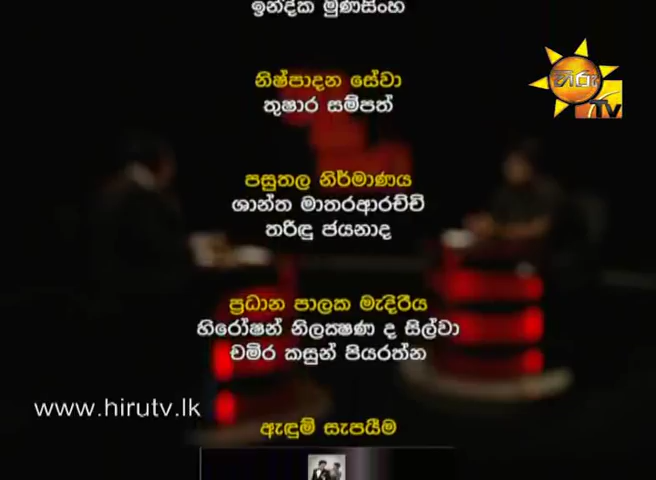 ඉන්දික මුණසිංහ
නිෂ්පාදන සේවා
තුෂාර සම්පත්
හිරු
TV
පසුතල නිර්මාණය
ශාන්ත මාතරආරච්චි
තරිඳු ජයනාද
ප්‍රධාන පාලක මැදිරිය
හිරෝෂන් නිලක්ෂණ ද සිල්වා
චමිර කසුන් පියරත්න
www.hirutv.lk
ඇඳුම් සැපයීම